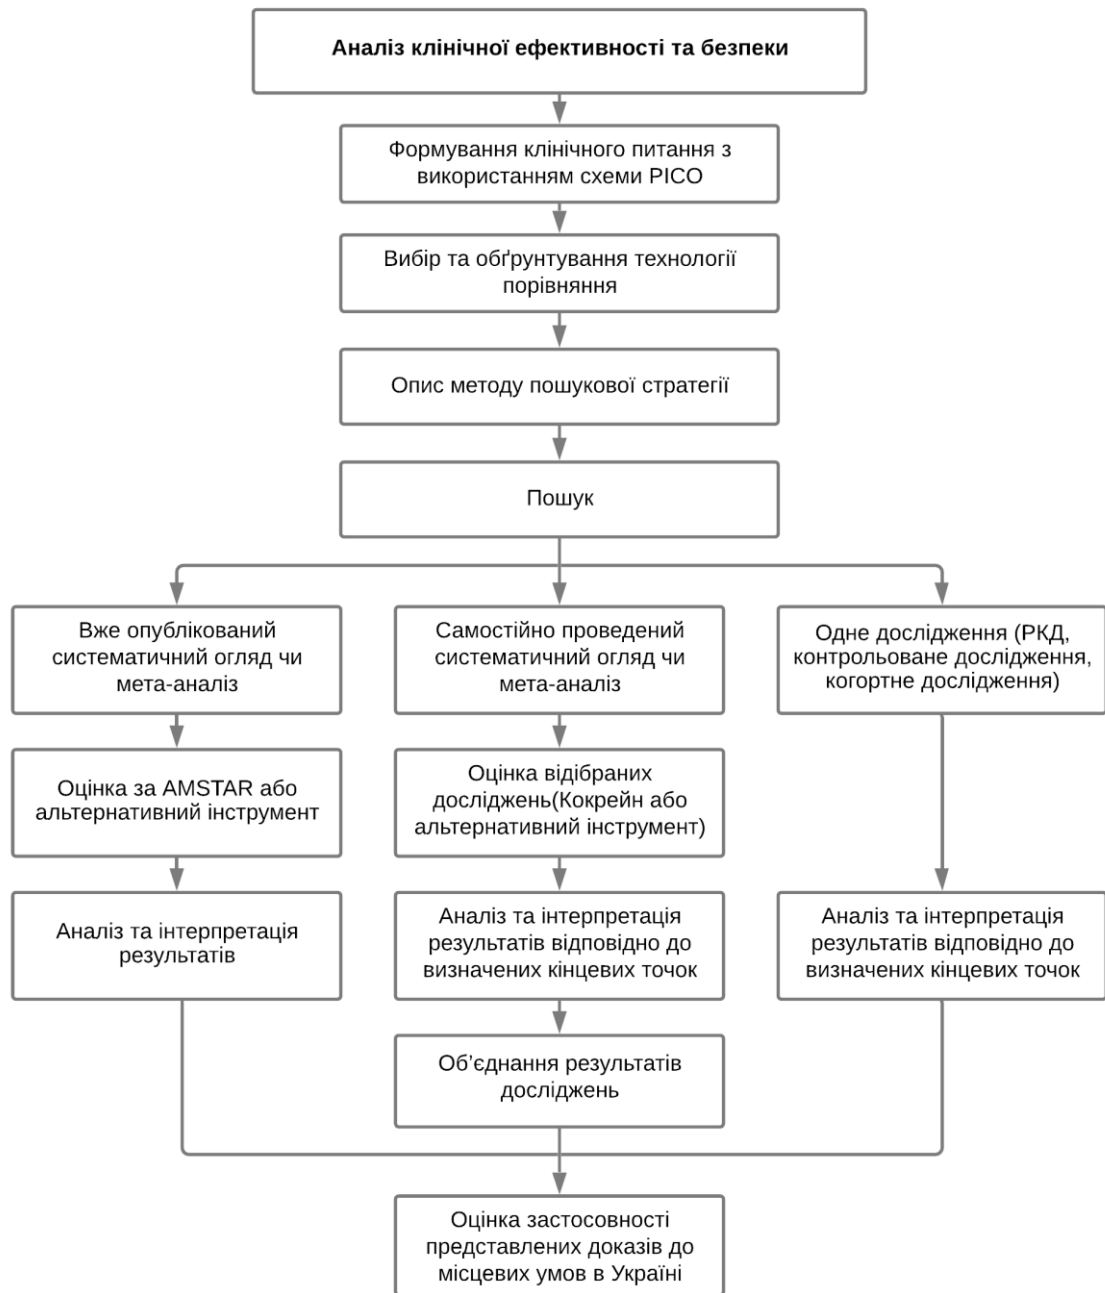 Аналіз клінічної ефективності та безпеки
Формування клінічного питання з
використанням схеми PICO
Вибір та обґрунтування технології
порівняння
Опис методу пошукової стратегії
Пошук
Вже опублікований
систематичний огляд чи
мета-аналіз
Самостійно проведений
систематичний огляд чи
мета-аналіз
Одне дослідження (РКД,
контрольоване дослідження,
когортне дослідження)
Оцінка за AMSTAR або
альтернативний інструмент
Оцінка відібраних
досліджень(Кокрейн або
альтернативний інструмент)
Аналіз та інтерпретація
результатів
Аналіз та інтерпретація
результатів відповідно до
визначених кінцевих точок
Аналіз та інтерпретація
результатів відповідно до
визначених кінцевих точок
Об’єднання результатів
досліджень
Оцінка застосовності
представлених доказів до
місцевих умов в Україні